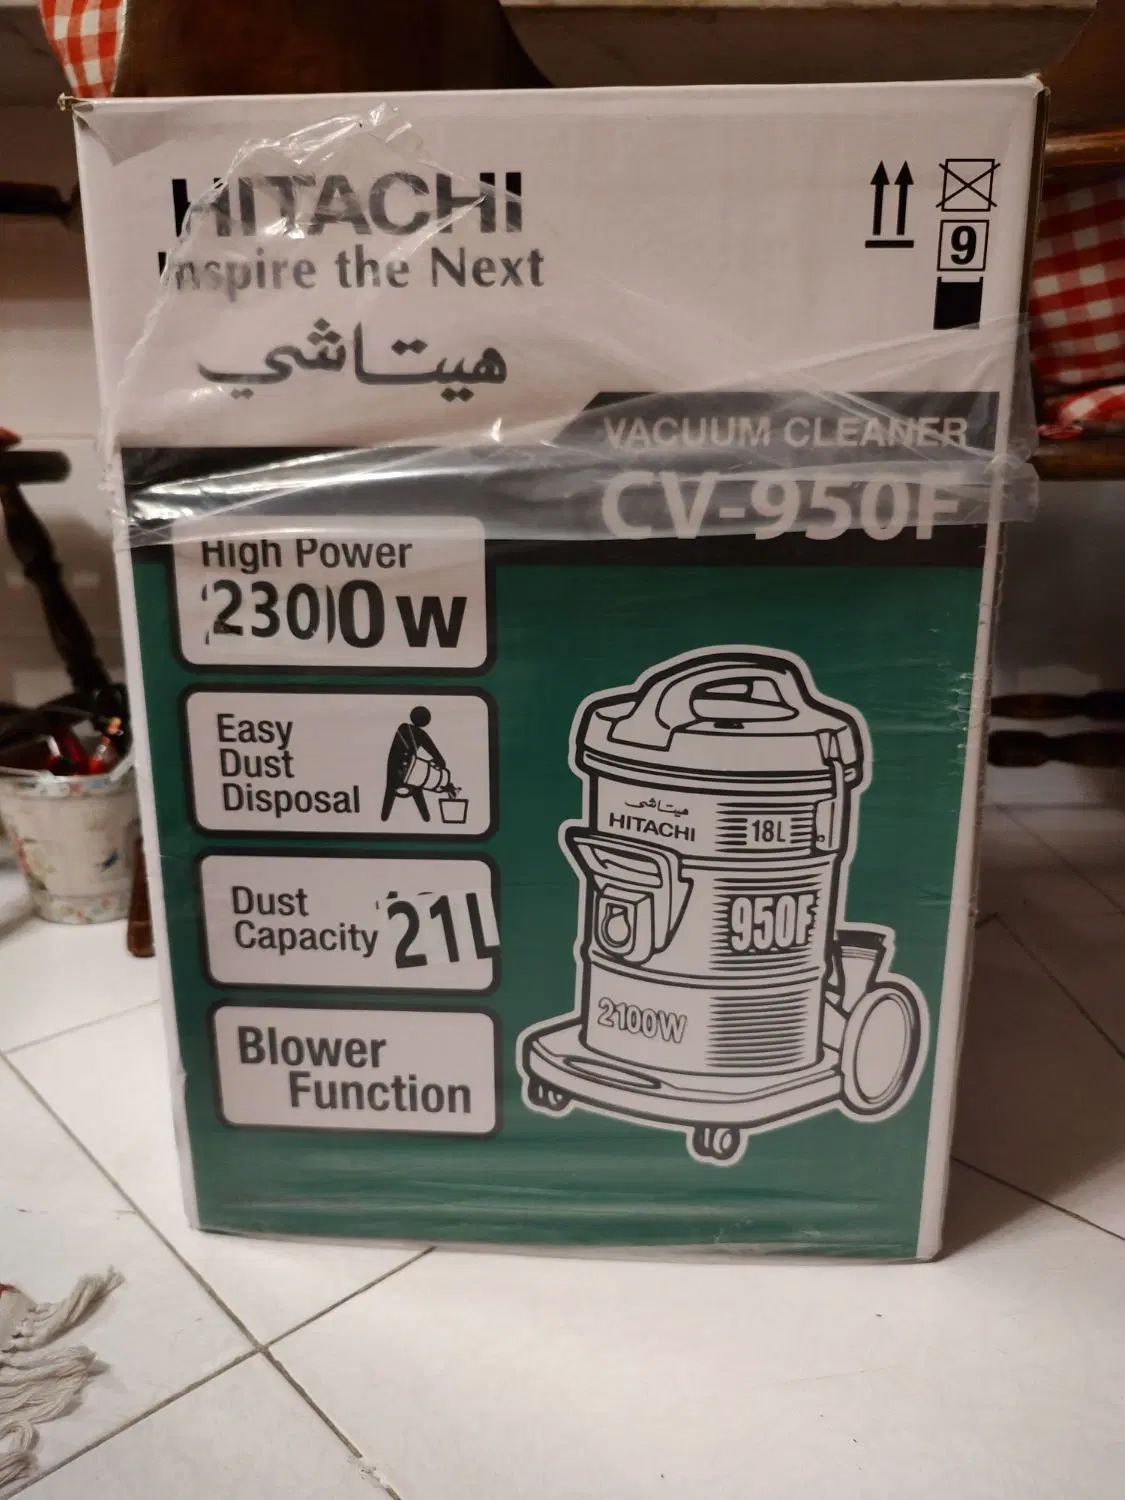 HITACHI
Inspire the Next
هيتاشي
9
VACUUM CLEANER
CV-950F
High Power
2300W
Easy
Dust
Disposal
Dust
Capacity 21L
Blower
Function
هيتاشي
HITACHI
18L
950F
2100W